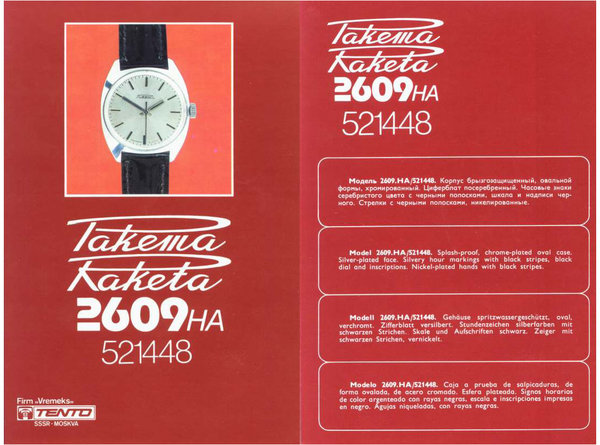 Ракета
Raketa
2609HA
521448
Firm «Vremeks»
TENTO
SSSR - MOSKVA
Ракета
Raketa
2609HA
521448
Модель 2609.НА/521448. Корпус брызгозащищенный, овальной
формы, хромированный. Циферблат посеребренный. Часовые знаки
серебристого цвета с черными полосками, шкала и надписи чер-
ного. Стрелки с черными полосками, никелированные.
Model 2609.HA/521448. Splash-proof, chrome-plated oval case.
Silver-plated face. Silvery hour markings with black stripes, black
dial and inscriptions. Nickel-plated hands with black stripes.
Modell 2609.HA/521448. Gehäuse spritzwassergeschützt, oval,
verchromt. Zifferblatt versilbert. Stundenzeichen silberfarben mit
schwarzen Strichen. Skale und Aufschriften schwarz. Zeiger mit
schwarzen Strichen, vernickelt.
Modelo 2609.HA/521448. Caja a prueba de salpicaduras, de
forma ovalada, de acero cromado. Esfera plateada. Signos horarios
de color argenteado con rayas negras, escala e inscripciones impresas
en negro. Agujas niqueladas, con rayas negras.